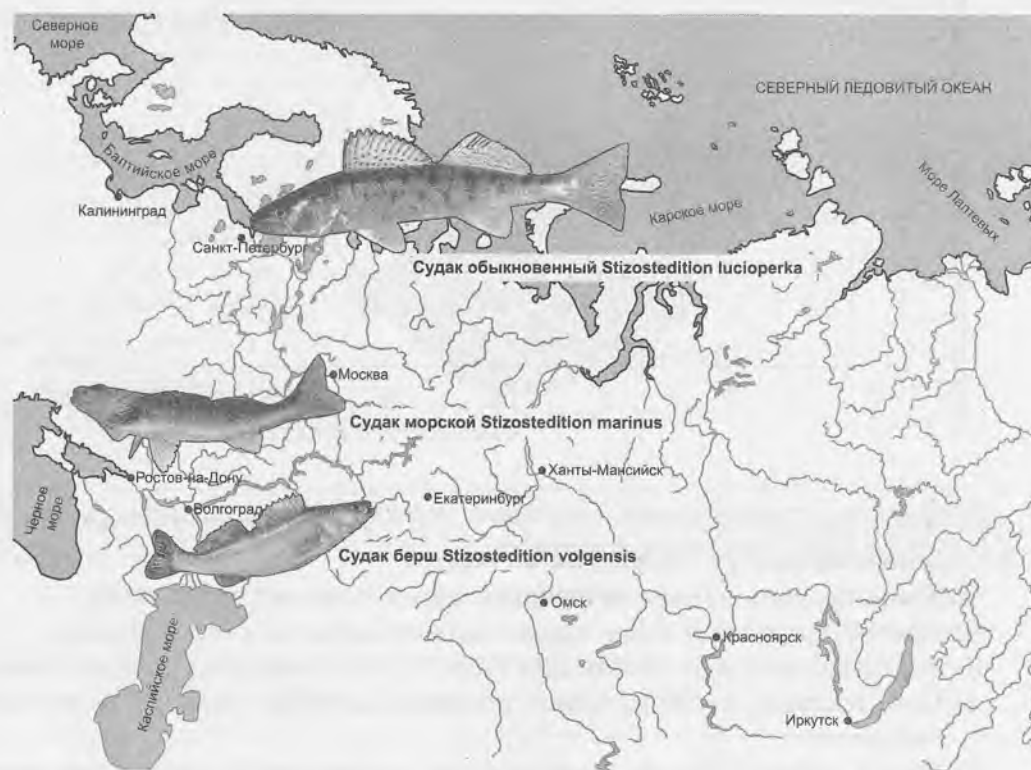 Северное
море
СЕВЕРНЫЙ ЛЕДОВИТЫЙ ОКЕАН
Балтийское море
Море Лаптевых
Калининград
Карское море
Санкт-Петербург
Судак обыкновенный Stizostedition lucioperka
Москва
Судак морской Stizostedition marinus
Ростов-на-Дону
Ханты-Мансийск
Черное
море
Волгоград
Екатеринбург
Судак берш Stizostedition volgensis
Омск
Красноярск
Каспийское море
Иркутск